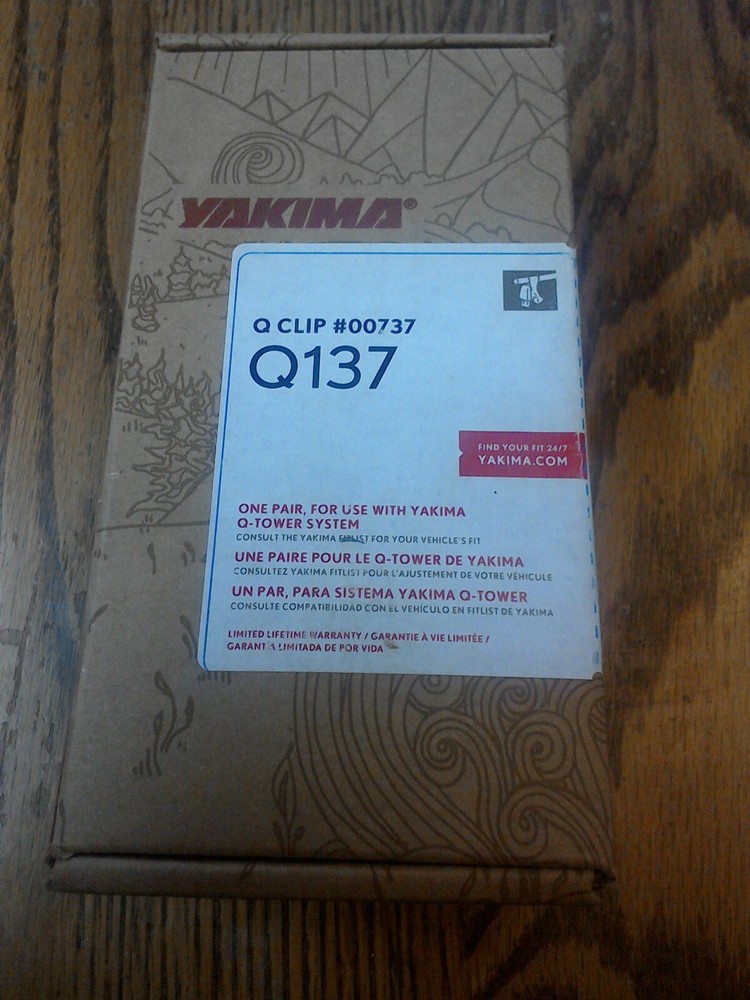 YAKIMA®
Q CLIP #00737
Q137
FIND YOUR FIT 24/7
YAKIMA.COM
ONE PAIR, FOR USE WITH YAKIMA
Q-TOWER SYSTEM
CONSULT THE YAKIMA FITLIST FOR YOUR VEHICLE'S FIT
UNE PAIRE POUR LE Q-TOWER DE YAKIMA
CONSULTEZ YAKIMA FITLIST POUR L'AJUSTEMENT DE VOTRE VÉHICULE
UN PAR, PARA SISTEMA YAKIMA Q-TOWER
CONSULTE COMPATIBILIDAD CON EL VEHÍCULO EN FITLIST DE YAKIMA
LIMITED LIFETIME WARRANTY / GARANTIE À VIE LIMITÉE /
GARANTÍA LIMITADA DE POR VIDA